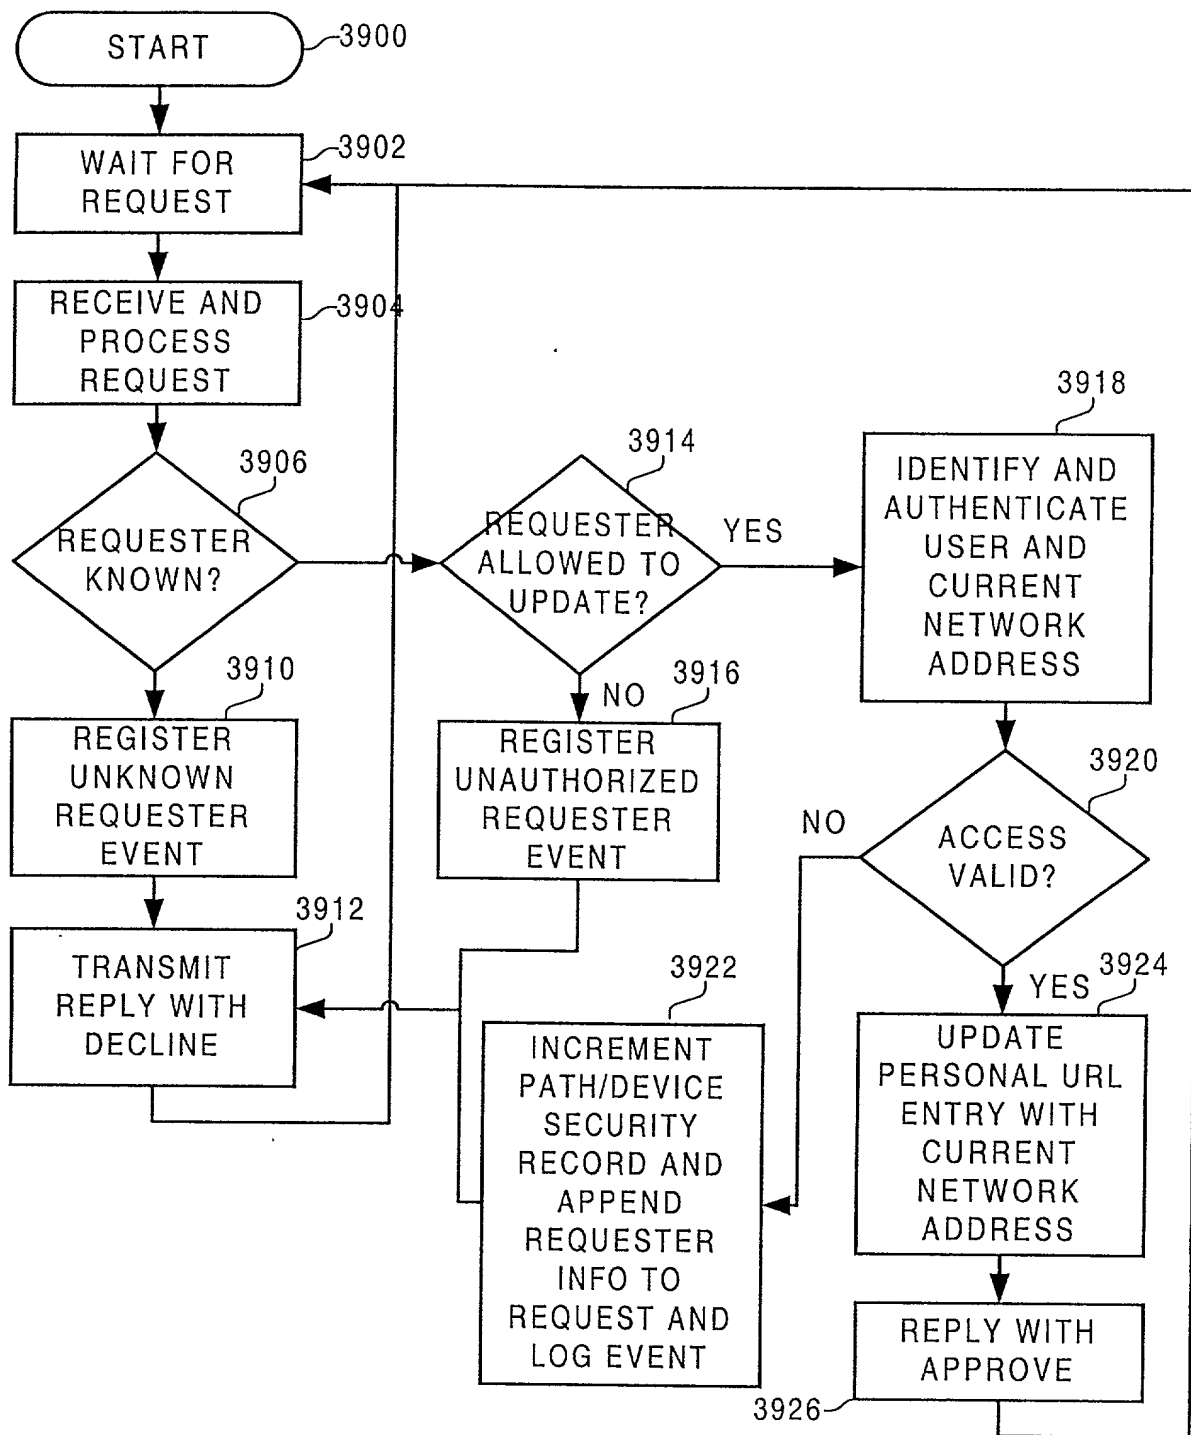 START
3900
WAIT FOR
REQUEST
3902
RECEIVE AND
PROCESS
REQUEST
3904
REQUESTER
KNOWN?
3906
REGISTER
UNKNOWN
REQUESTER
EVENT
3910
TRANSMIT
REPLY WITH
DECLINE
3912
REQUESTER
ALLOWED TO
UPDATE?
3914
YES
NO
REGISTER
UNAUTHORIZED
REQUESTER
EVENT
3916
IDENTIFY AND
AUTHENTICATE
USER AND
CURRENT
NETWORK
ADDRESS
3918
ACCESS
VALID?
3920
NO
YES
INCREMENT
PATH/DEVICE
SECURITY
RECORD AND
APPEND
REQUESTER
INFO TO
REQUEST AND
LOG EVENT
3922
UPDATE
PERSONAL URL
ENTRY WITH
CURRENT
NETWORK
ADDRESS
3924
REPLY WITH
APPROVE
3926